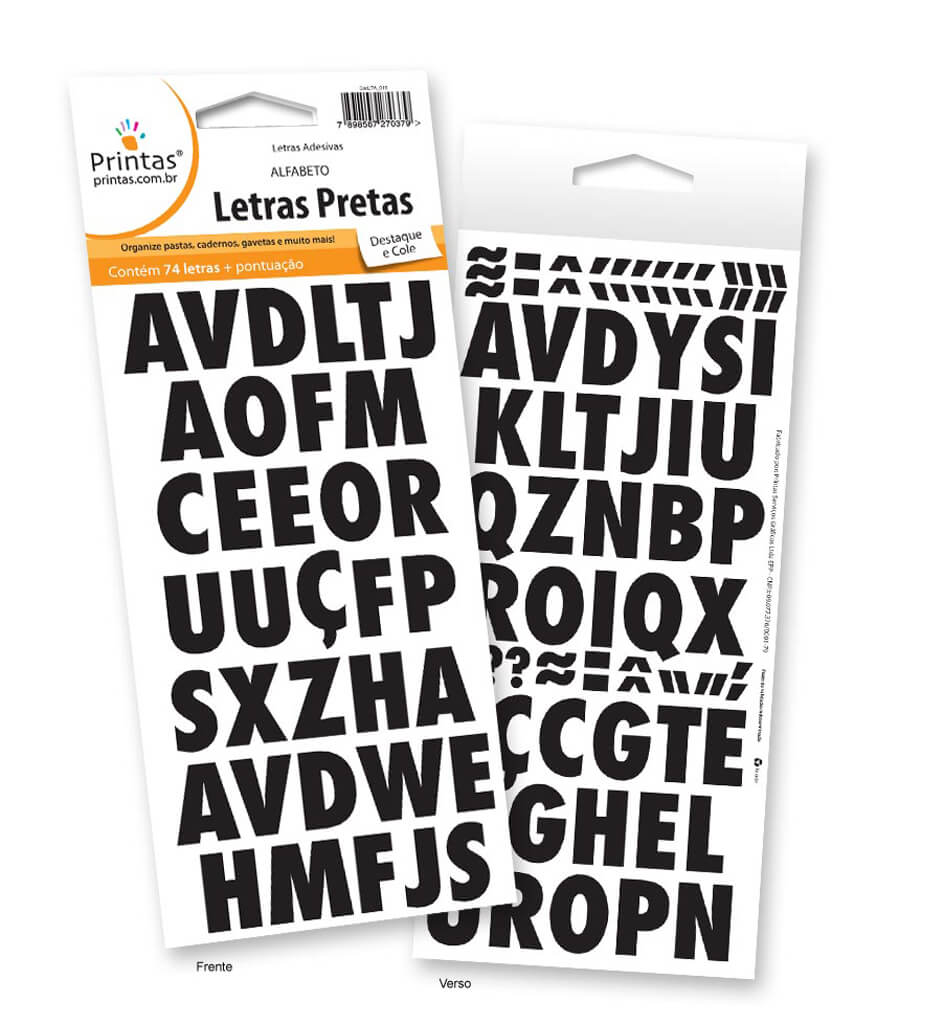 Printas®
printas.com.br
7 898567 270379 >
Letras Adesivas
ALFABETO
Letras Pretas
Organize pastas, cadernos, gavetas e muito mais!
Destaque
e Cole
Contém 74 letras + pontuação
AVDLTJ
AOFM
CEEOR
UUÇFP
SXZHA
AVDWE
HMFJS
Frente
AVDYSI
KLTJIU
QZNBP
ROIQX
??
ÇCGTE
GHEL
UROPN
Verso